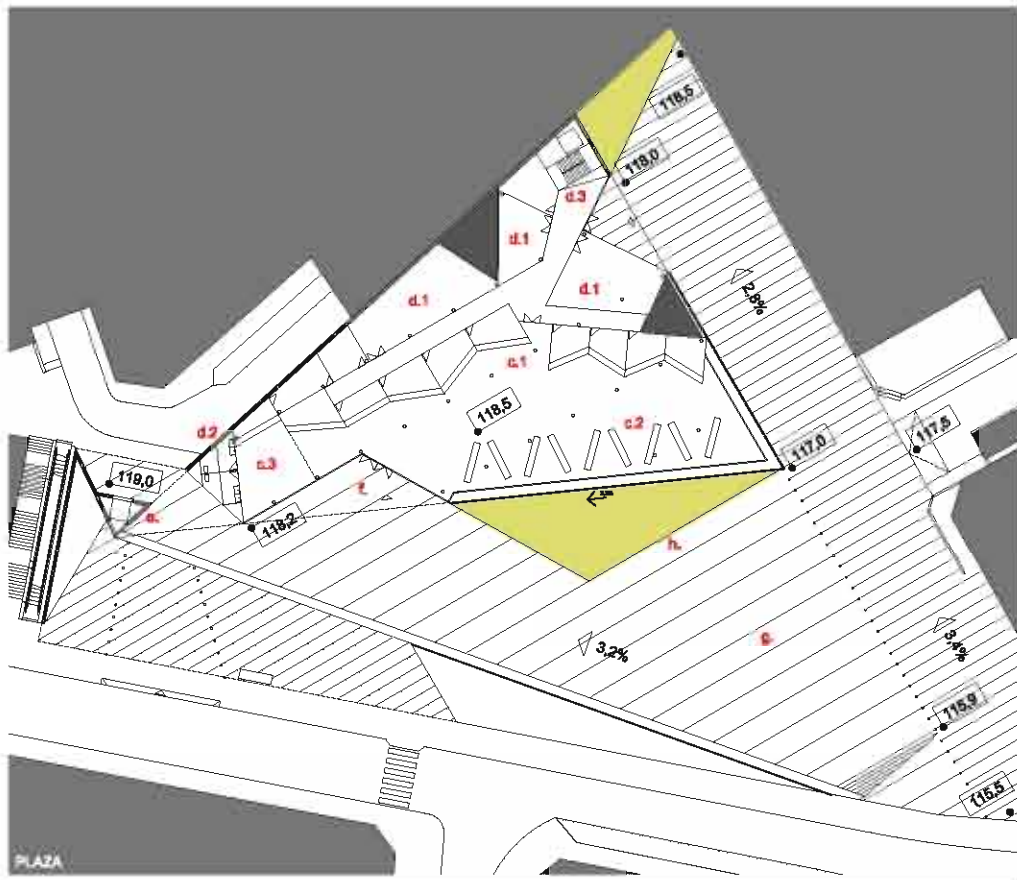 118,5
118,0
d.3
d.1
d.1
2,8%
d.1
c.1
118,5
c.2
117,5
d.2
c.3
117,0
119,0
f.
e.
118,2
h.
g.
3,2%
3,4%
115,9
115,5
PLAZA